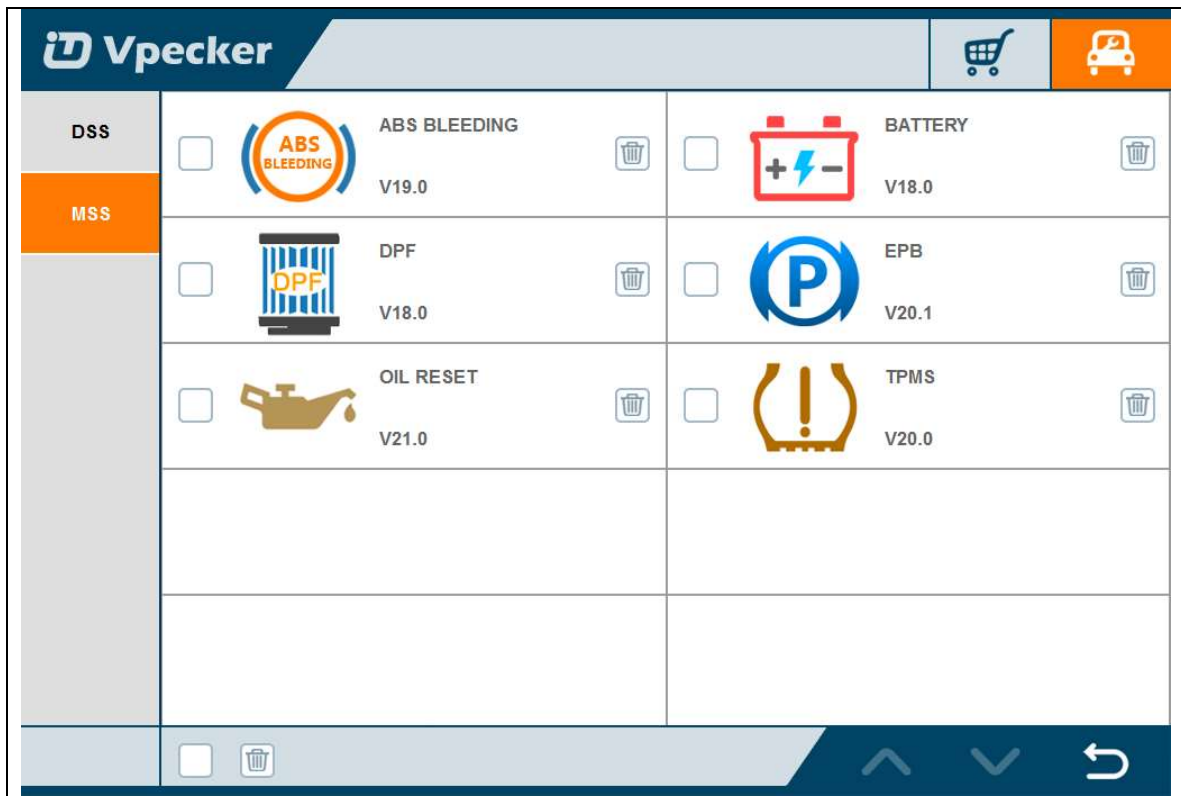 Vpecker
DSS
MSS
ABS BLEEDING
ABS
BLEEDING
V19.0
BATTERY
V18.0
DPF
DPF
V18.0
EPB
P
V20.1
OIL RESET
V21.0
TPMS
V20.0